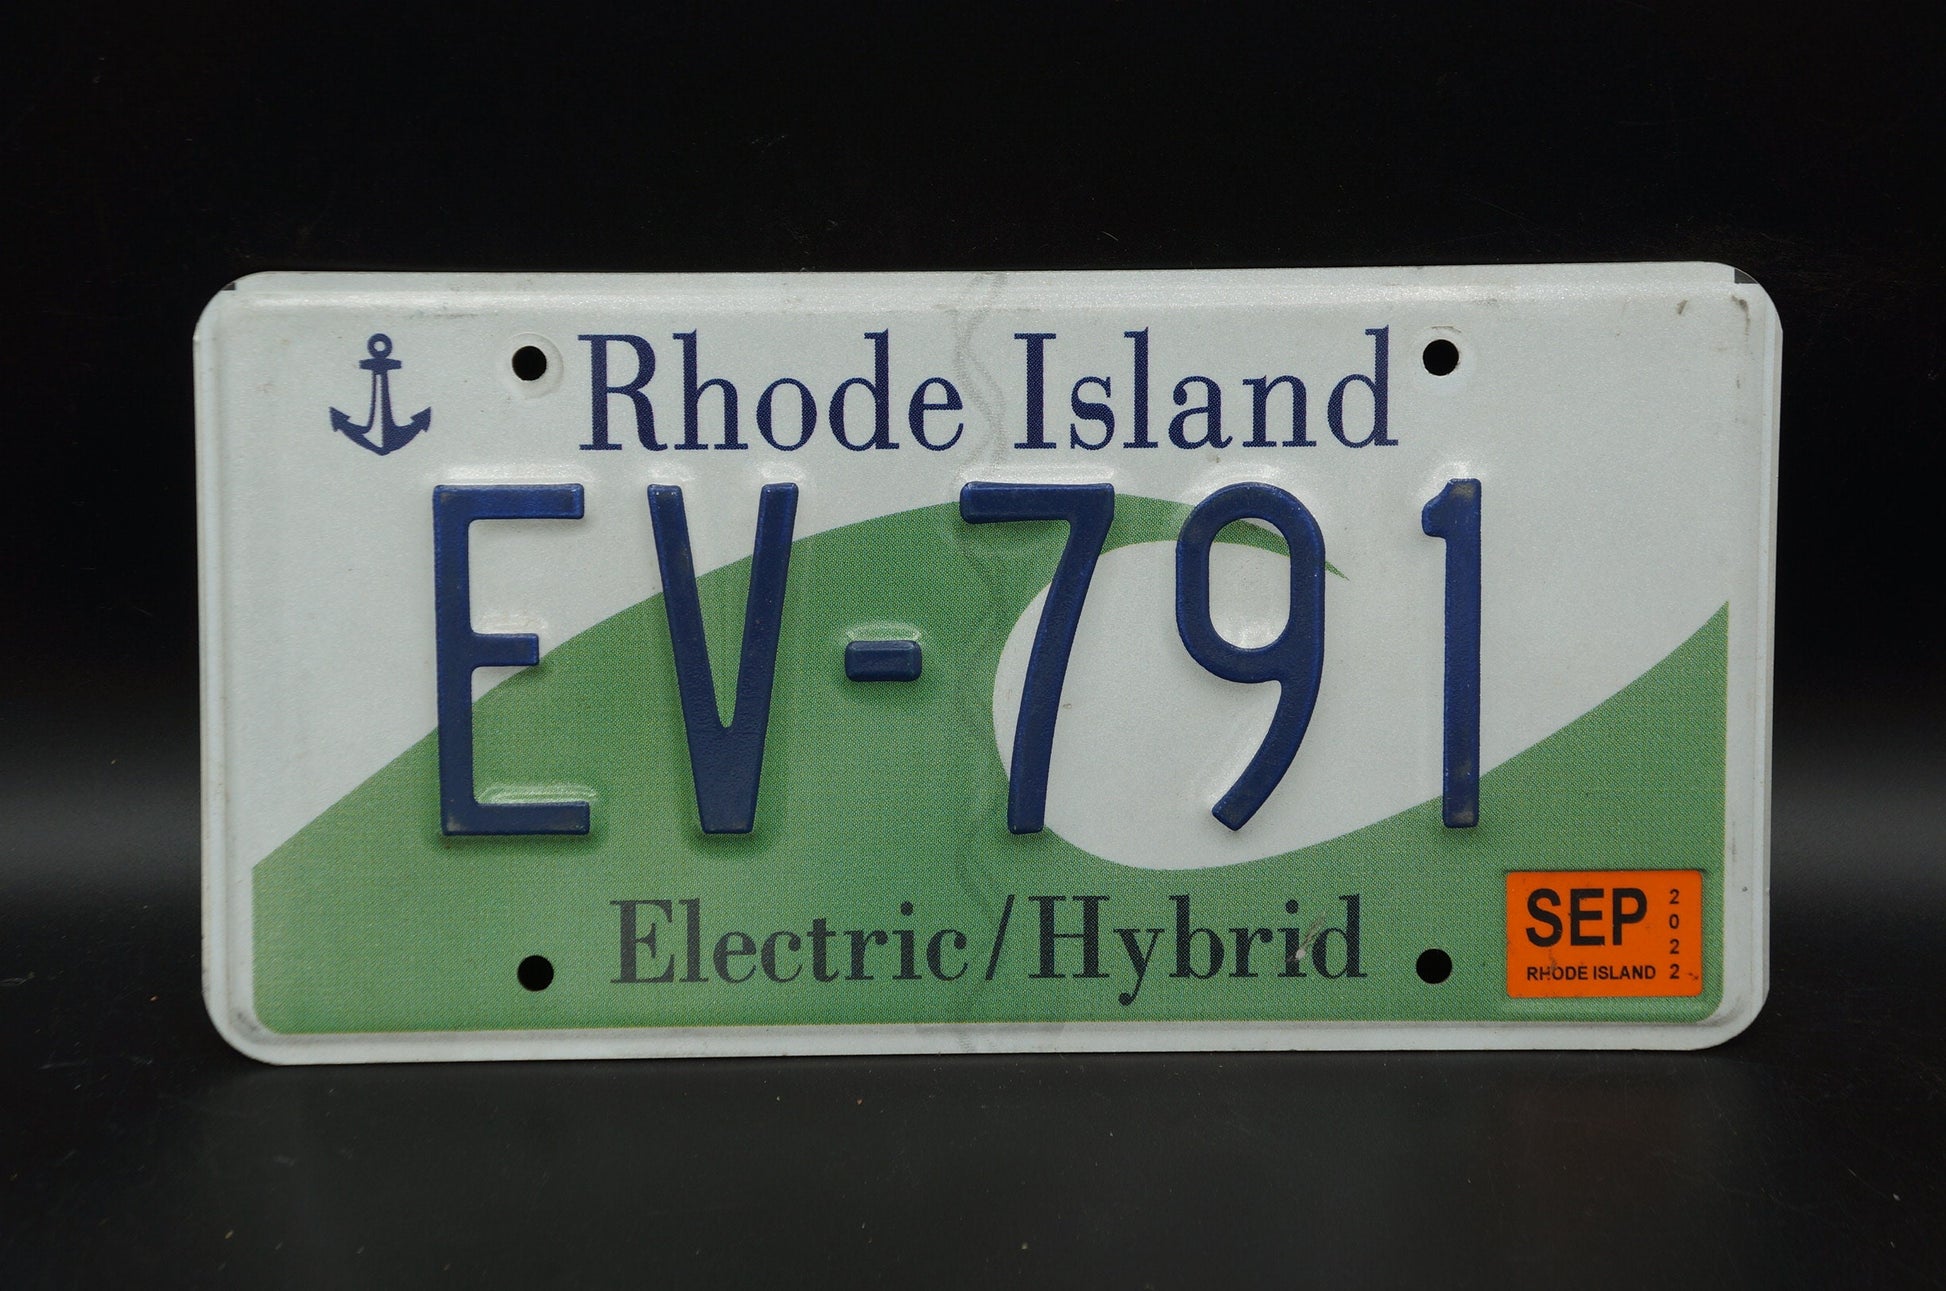 Rhode Island
EV-791
Electric/Hybrid
SEP 2022
RHODE ISLAND